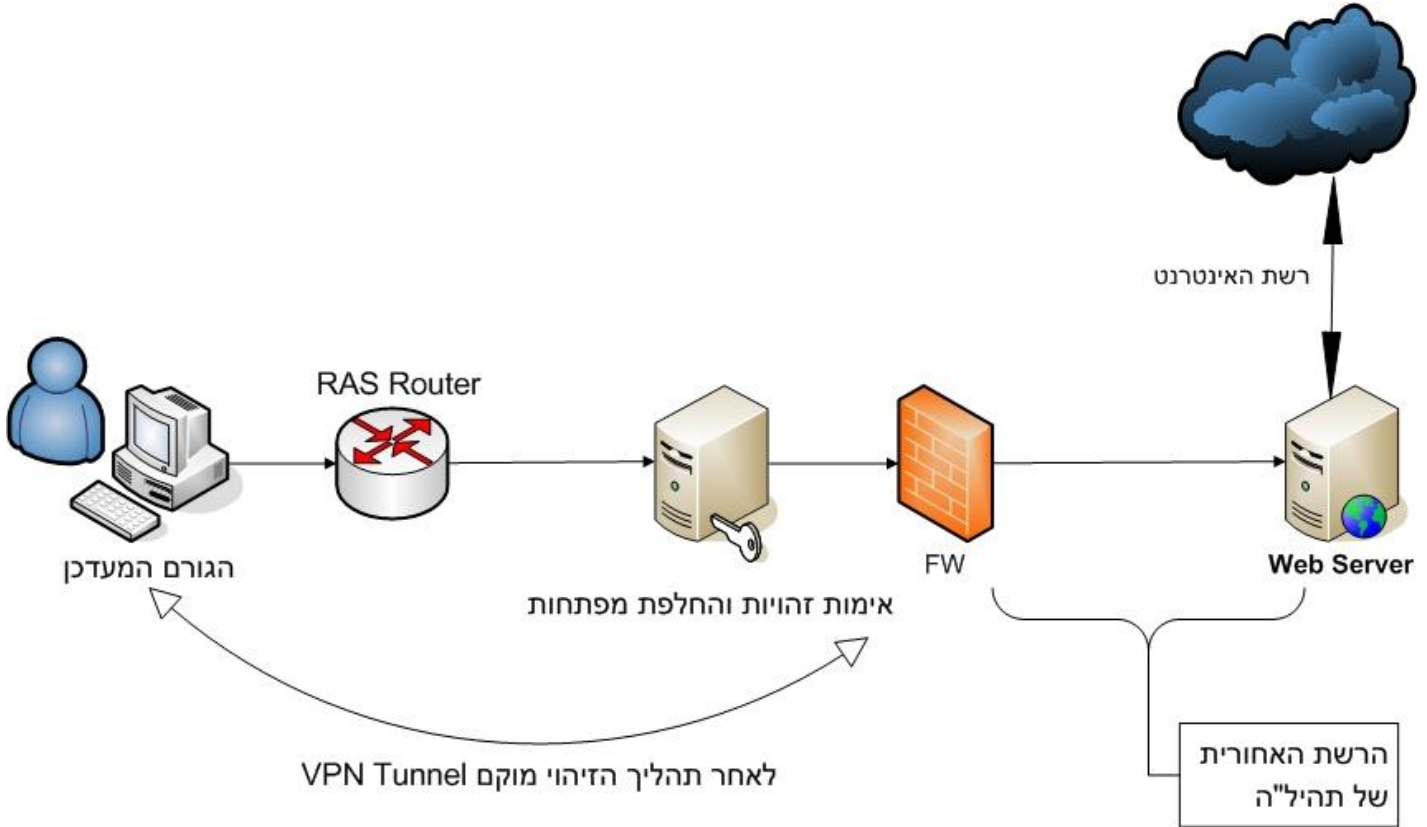 רשת האינטרנט
RAS Router
הגורם המעדכן
אימות זהויות והחלפת מפתחות
FW
Web Server
לאחר תהליך הזיהוי מוקם VPN Tunnel
הרשת האחורית
של תהיל"ה